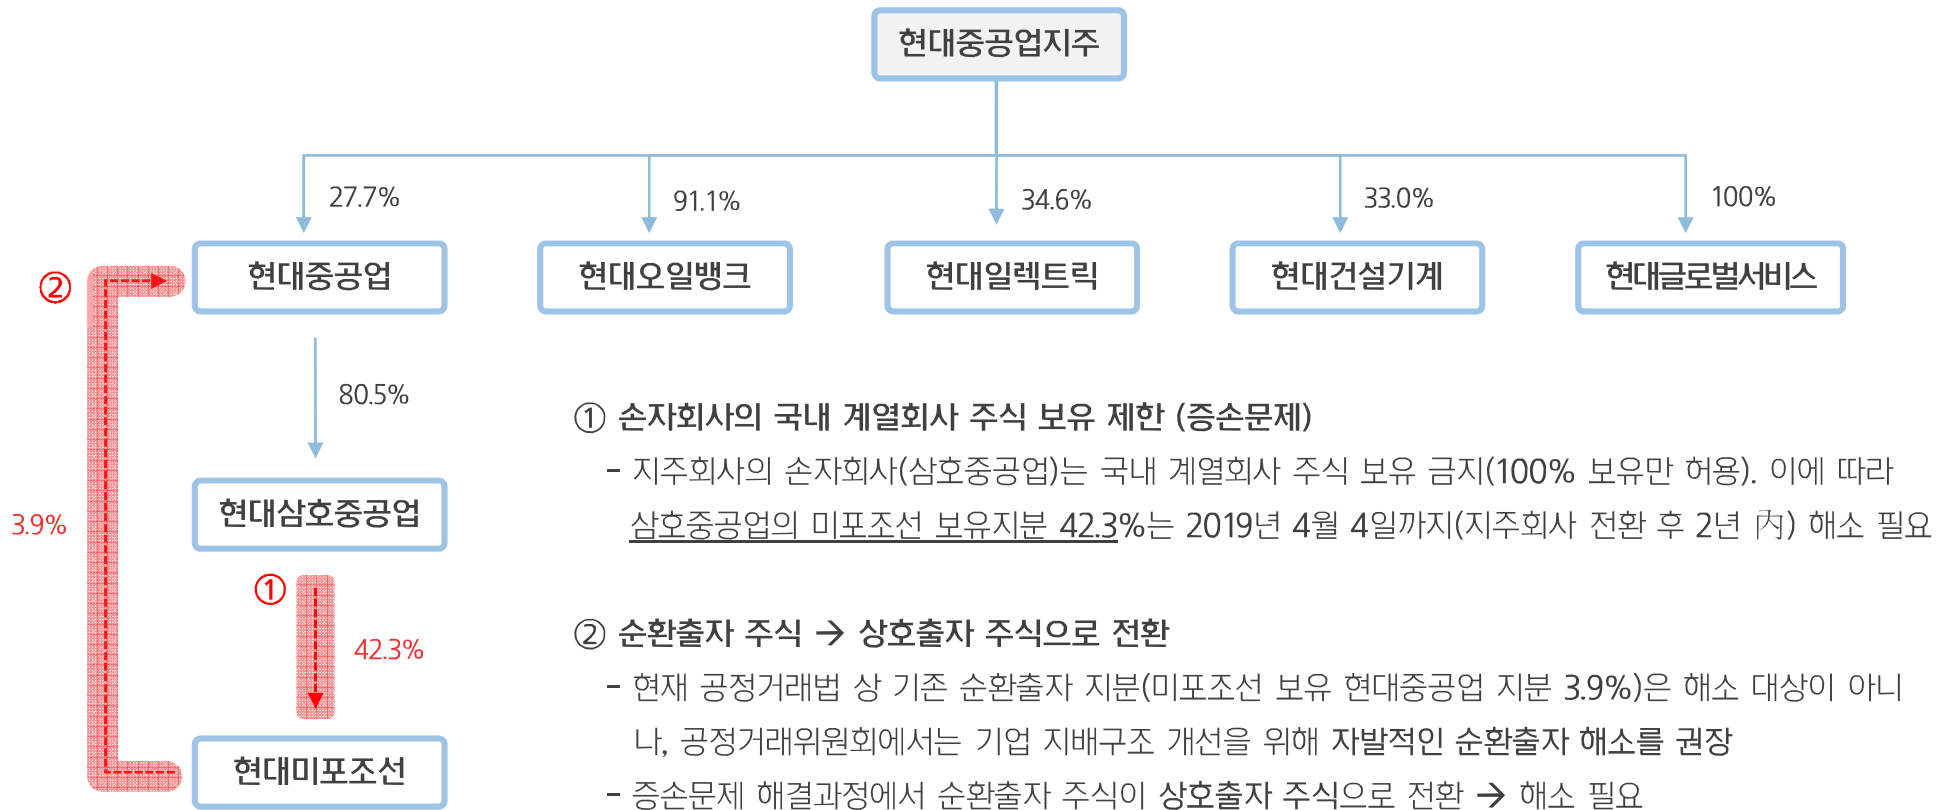 현대중공업지주
27.7%
91.1%
34.6%
33.0%
100%
현대중공업
현대오일뱅크
현대일렉트릭
현대건설기계
현대글로벌서비스
②
80.5%
현대삼호중공업
3.9%
①
42.3%
현대미포조선
① 손자회사의 국내 계열회사 주식 보유 제한 (증손문제)
- 지주회사의 손자회사(삼호중공업)는 국내 계열회사 주식 보유 금지(100% 보유만 허용). 이에 따라
삼호중공업의 미포조선 보유지분 42.3%는 2019년 4월 4일까지(지주회사 전환 후 2년 內) 해소 필요
② 순환출자 주식 → 상호출자 주식으로 전환
- 현재 공정거래법 상 기존 순환출자 지분(미포조선 보유 현대중공업 지분 3.9%)은 해소 대상이 아니
나, 공정거래위원회에서는 기업 지배구조 개선을 위해 자발적인 순환출자 해소를 권장
- 증손문제 해결과정에서 순환출자 주식이 상호출자 주식으로 전환 → 해소 필요